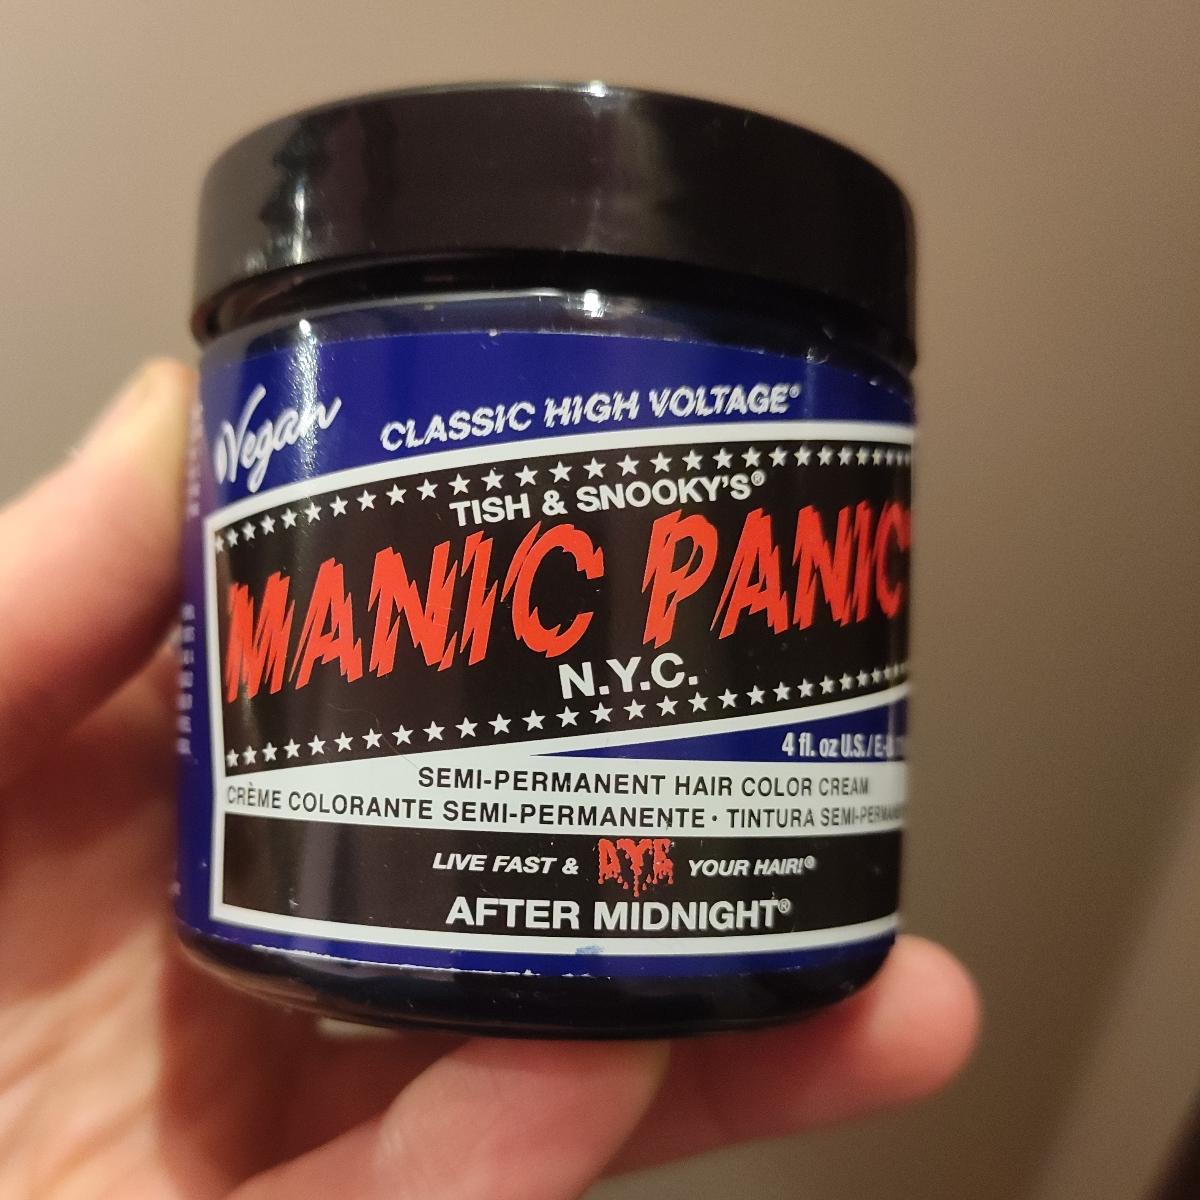 Vegan
CLASSIC HIGH VOLTAGE®
TISH & SNOOKY'S®
MANIC PANIC
N.Y.C.
4 fl. oz U.S./
SEMI-PERMANENT HAIR COLOR CREAM
CRÈME COLORANTE SEMI-PERMANENTE • TINTURA
LIVE FAST & DYE YOUR HAIR!®
AFTER MIDNIGHT®